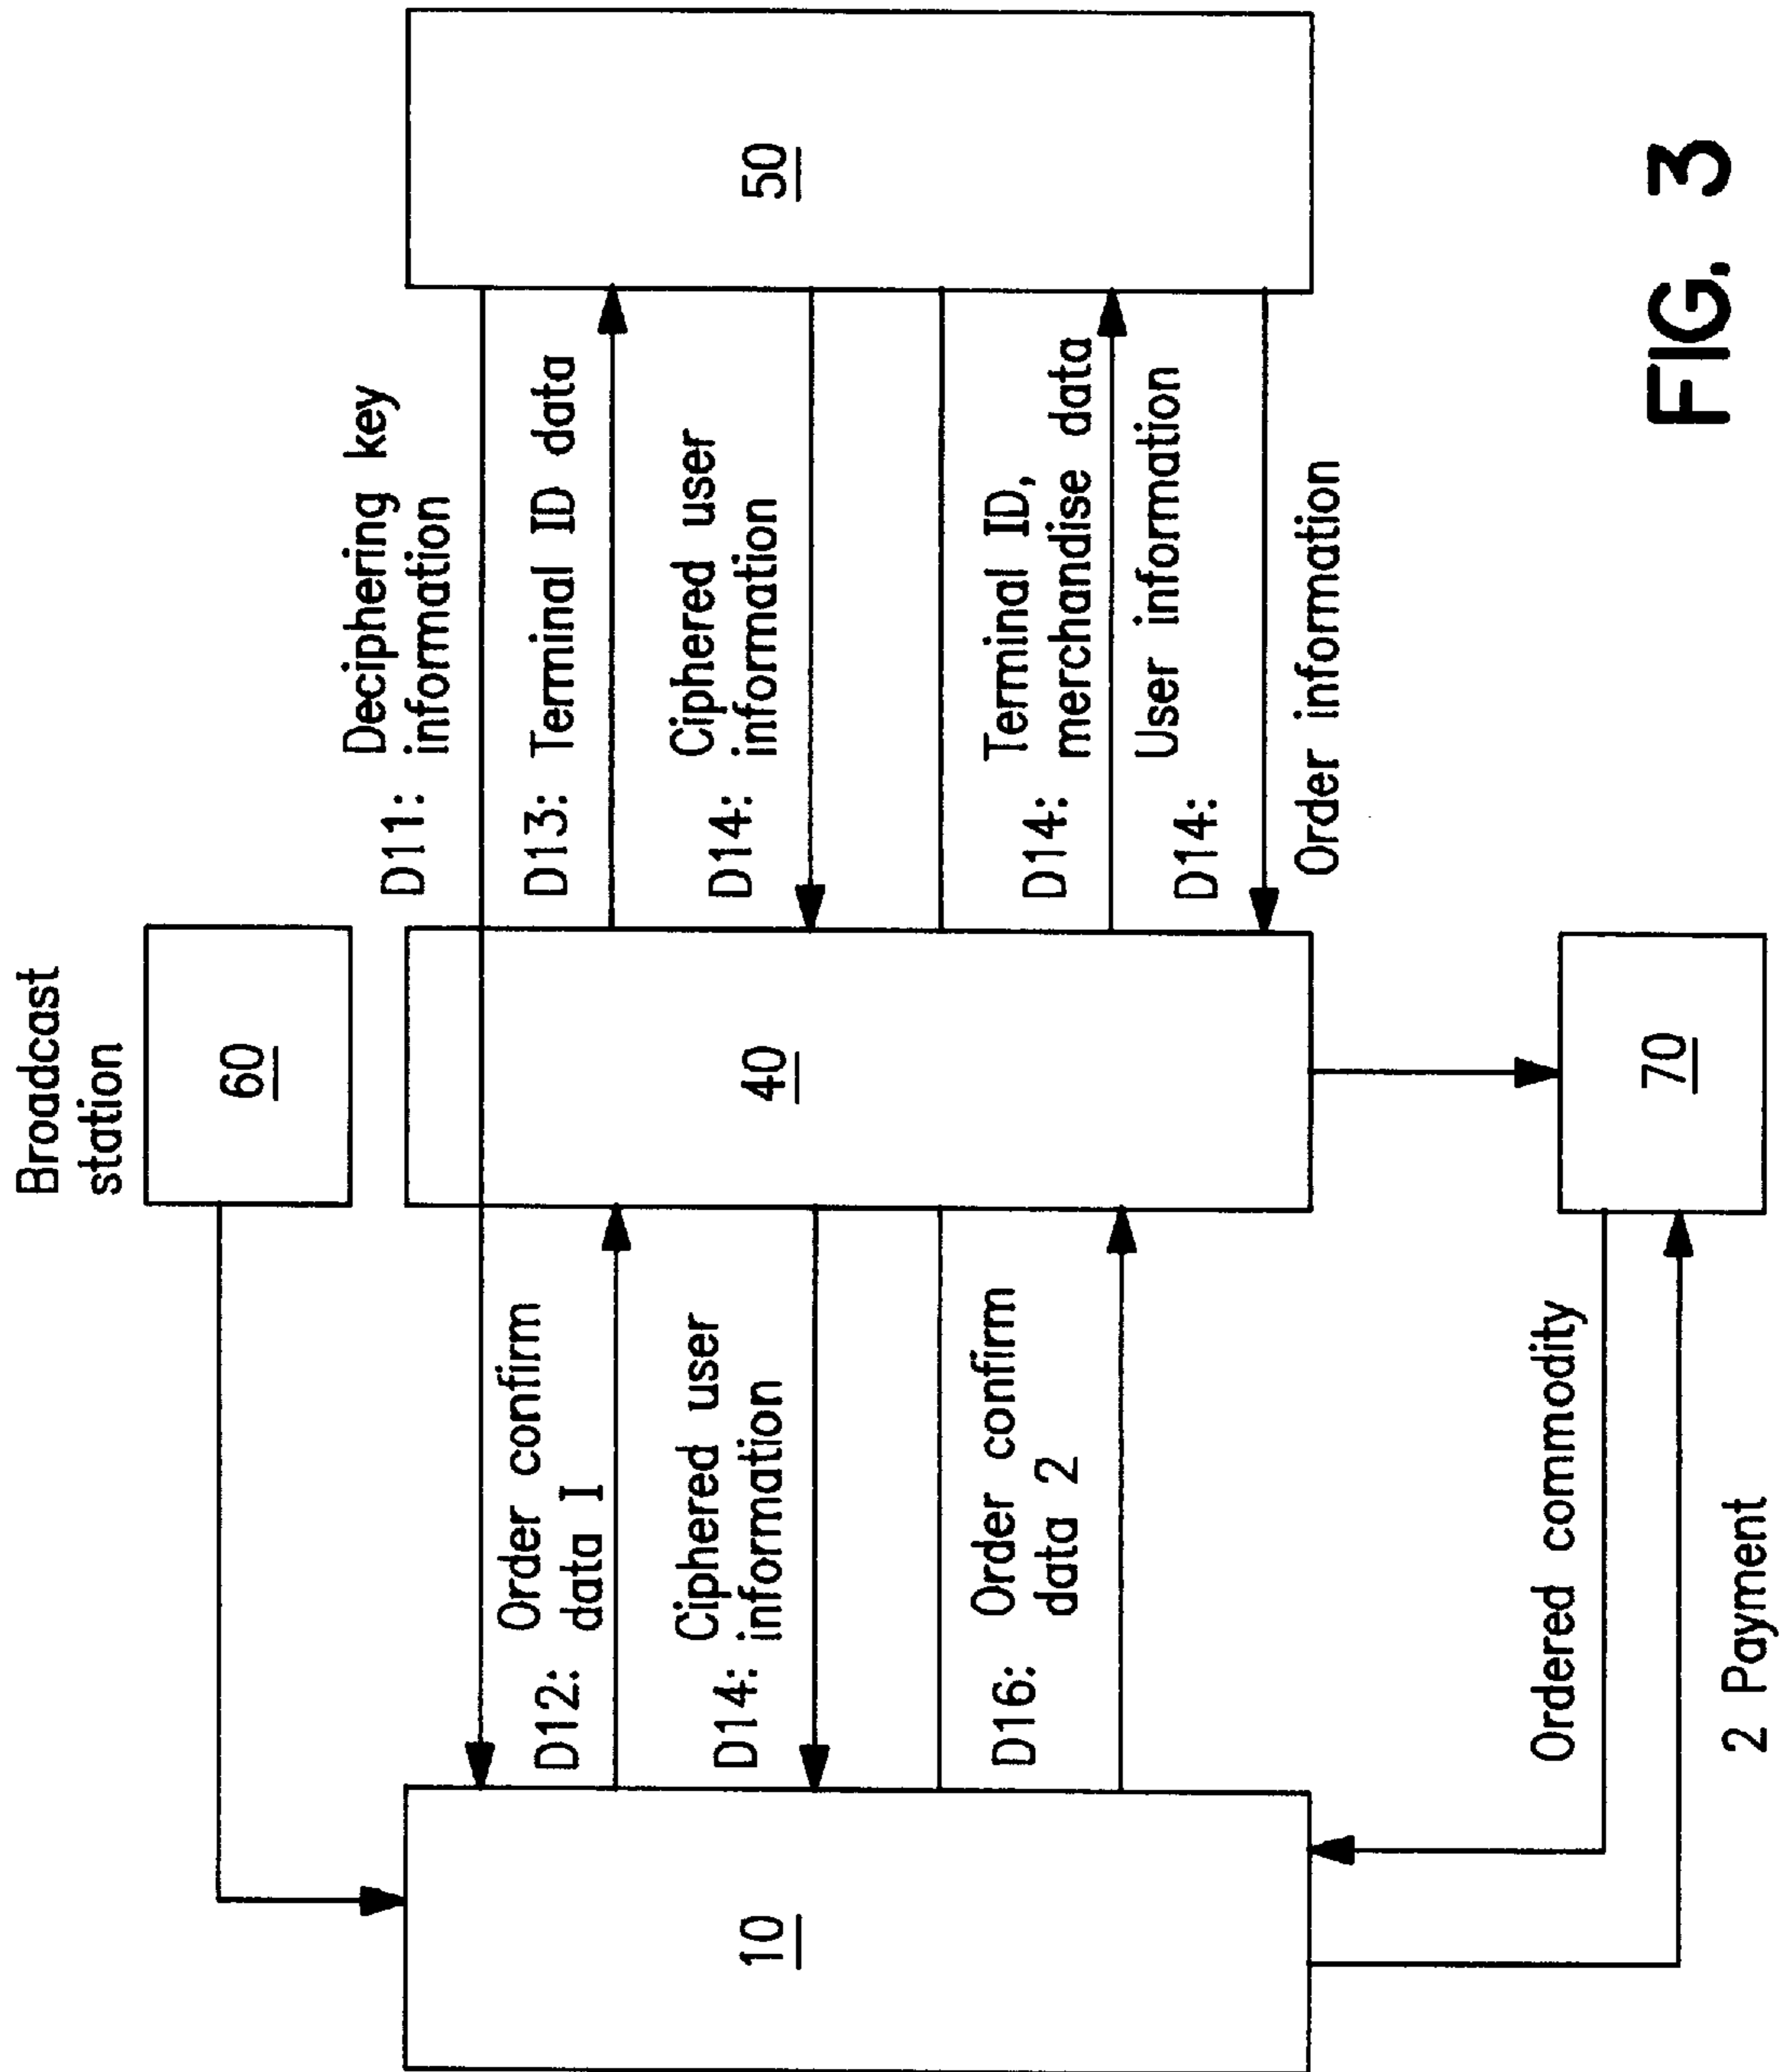 Broadcast
station
60
D11: Deciphering key
information
D12: Order confirm
data I
D13: Terminal ID data
D14: Ciphered user
information
D14: Ciphered user
information
10
40
50
D16: Order confirm
data 2
D14: Terminal ID,
merchandise data
D14: User information
Order information
Ordered commodity
70
2 Payment
FIG. 3